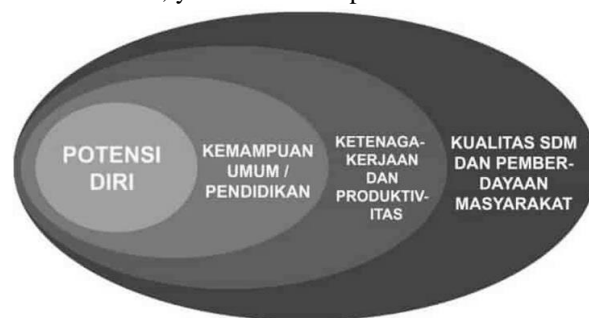 POTENSI
DIRI
KEMAMPUAN
UMUM /
PENDIDIKAN
KETENAGA-
KERJAAN
DAN
PRODUKTIV-
ITAS
KUALITAS SDM
DAN PEMBER-
DAYAAN
MASYARAKAT